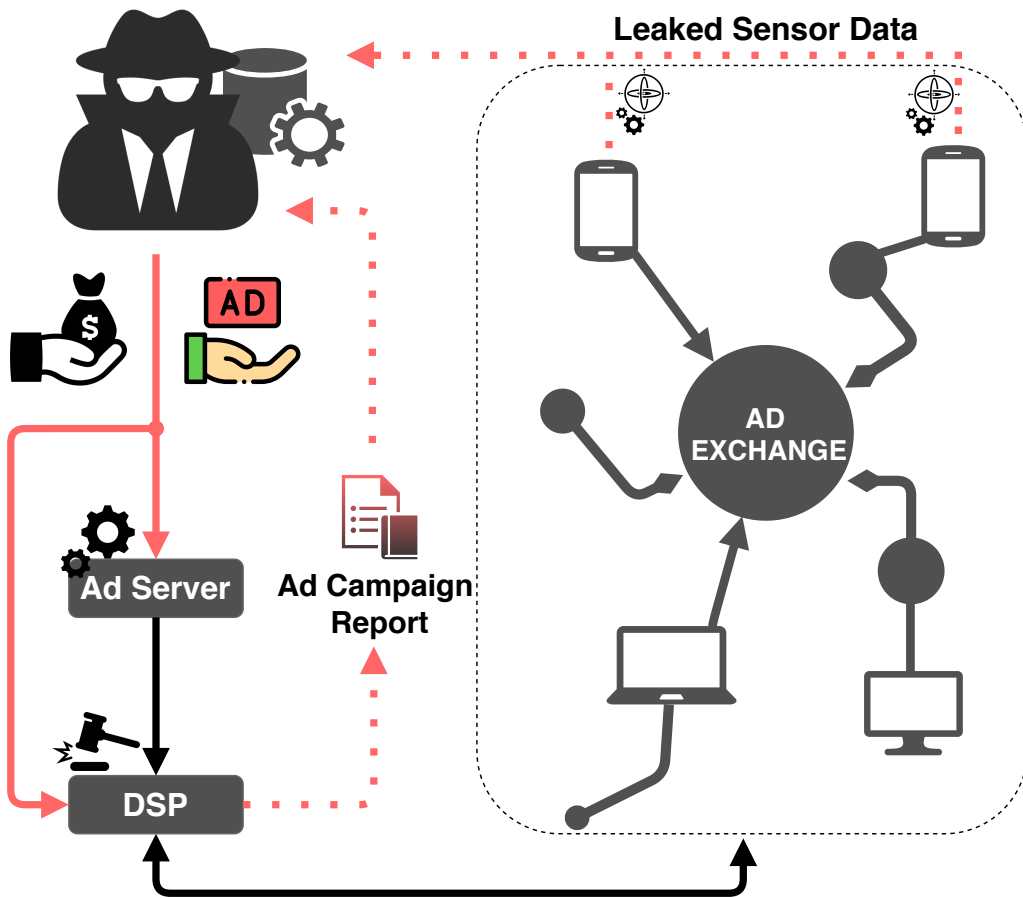 Leaked Sensor Data
$
AD
AD
EXCHANGE
Ad Server
Ad Campaign
Report
DSP